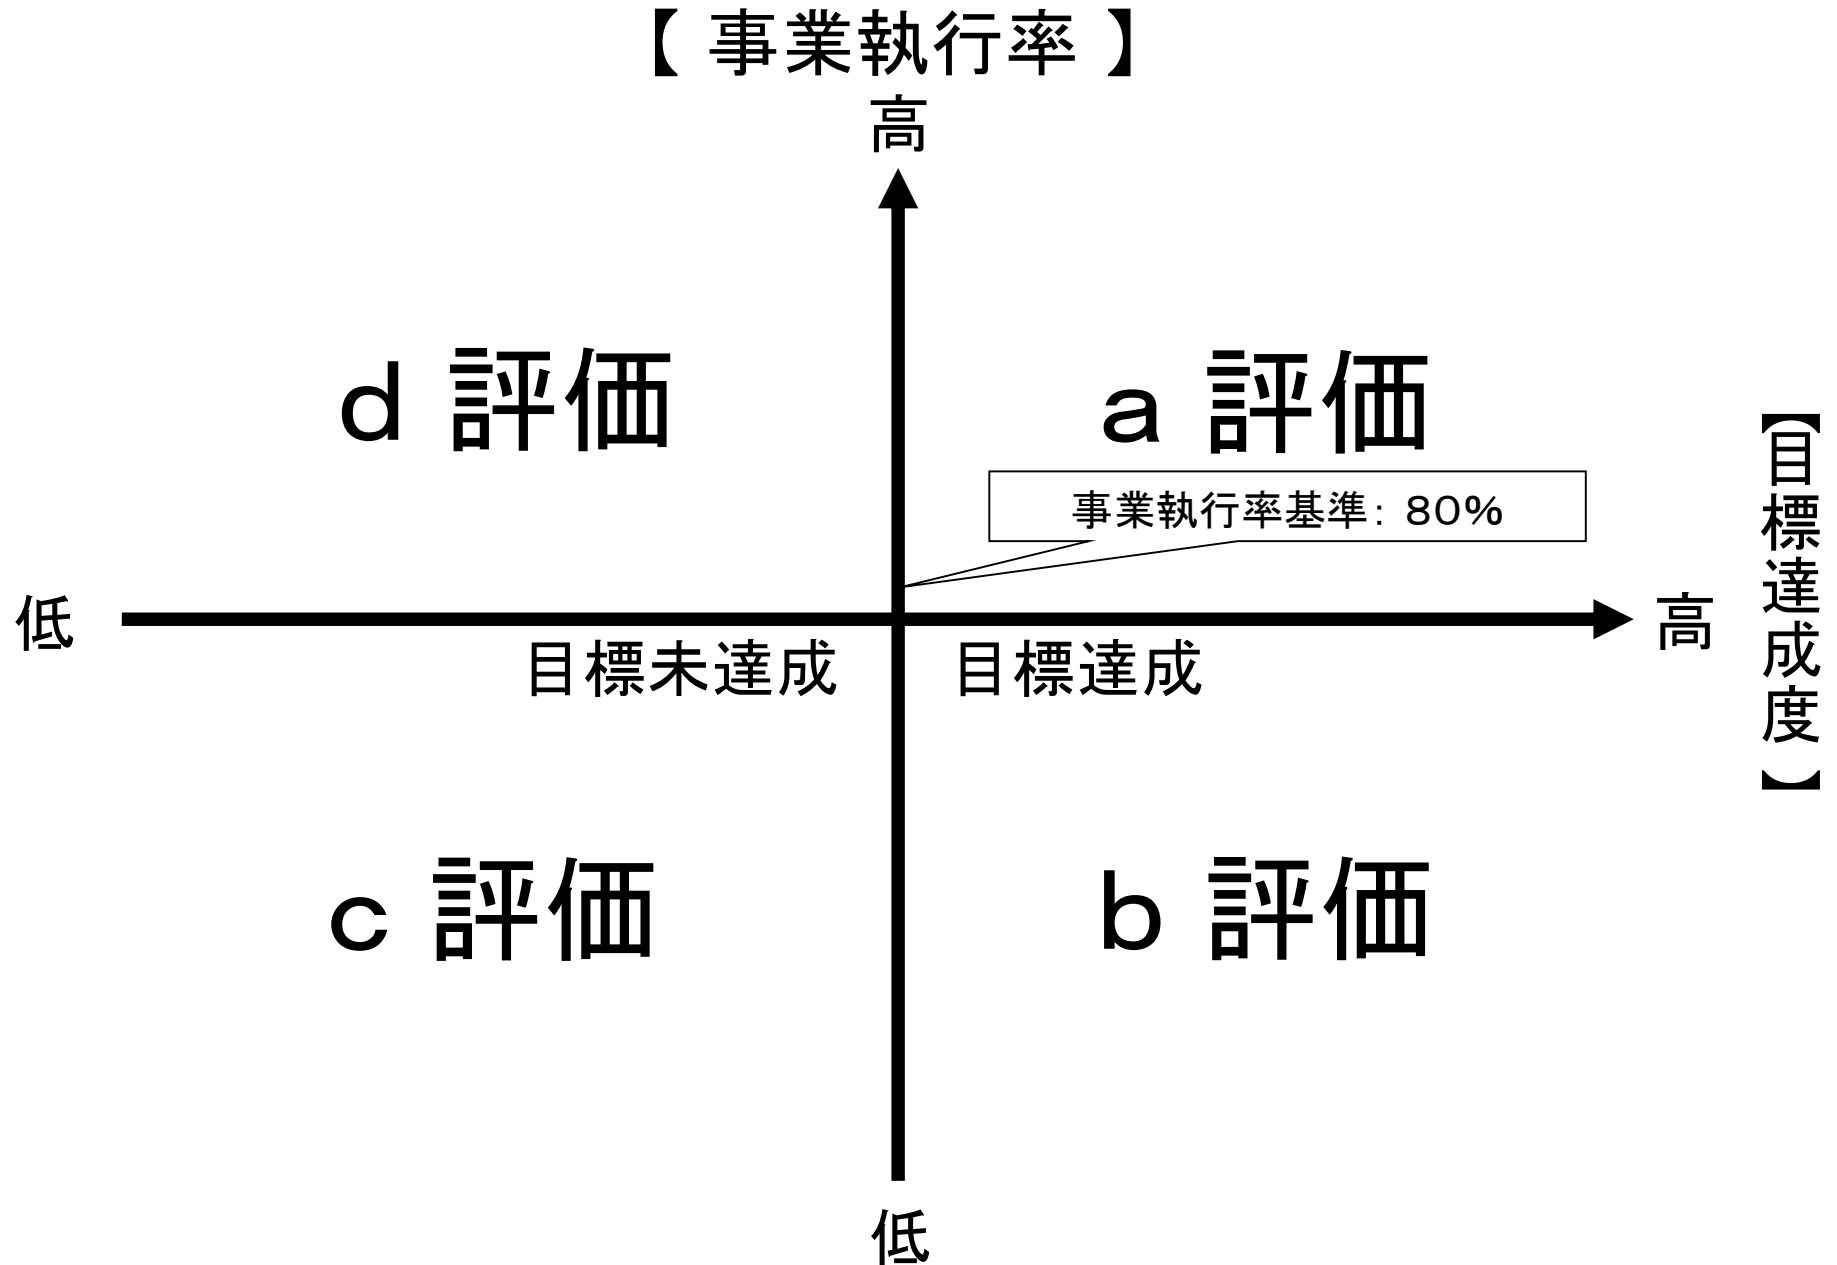 【 事業執行率 】
高
d 評価
a 評価
事業執行率基準： 80%
低
高
【目標達成度】
目標未達成
目標達成
c 評価
b 評価
低